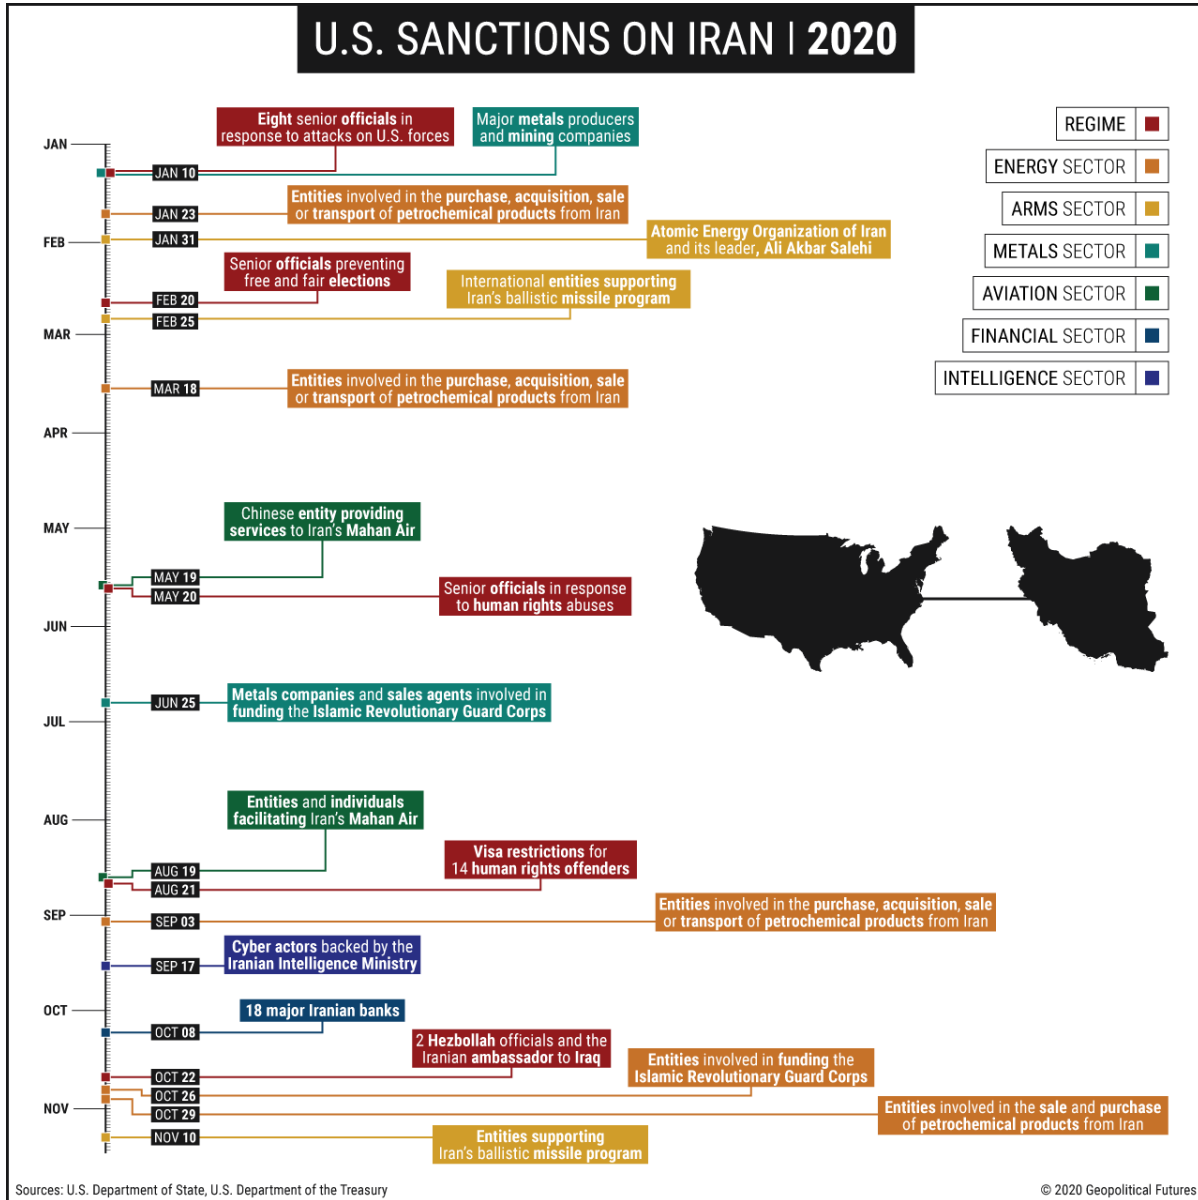 U.S. SANCTIONS ON IRAN | 2020
REGIME
ENERGY SECTOR
ARMS SECTOR
METALS SECTOR
AVIATION SECTOR
FINANCIAL SECTOR
INTELLIGENCE SECTOR
JAN
Eight senior officials in
response to attacks on U.S. forces
Major metals producers
and mining companies
JAN 10
Entities involved in the purchase, acquisition, sale
or transport of petrochemical products from Iran
JAN 23
FEB
JAN 31
Atomic Energy Organization of Iran
and its leader, Ali Akbar Salehi
Senior officials preventing
free and fair elections
FEB 20
International entities supporting
Iran's ballistic missile program
FEB 25
MAR
MAR 18
Entities involved in the purchase, acquisition, sale
or transport of petrochemical products from Iran
APR
MAY
Chinese entity providing
services to Iran's Mahan Air
MAY 19
MAY 20
Senior officials in response
to human rights abuses
JUN
JUN 25
Metals companies and sales agents involved in
funding the Islamic Revolutionary Guard Corps
JUL
AUG
Entities and individuals
facilitating Iran's Mahan Air
AUG 19
Visa restrictions for
14 human rights offenders
AUG 21
SEP
SEP 03
Entities involved in the purchase, acquisition, sale
or transport of petrochemical products from Iran
SEP 17
Cyber actors backed by the
Iranian Intelligence Ministry
OCT
18 major Iranian banks
OCT 08
2 Hezbollah officials and the
Iranian ambassador to Iraq
OCT 22
Entities involved in funding the
Islamic Revolutionary Guard Corps
OCT 26
NOV
OCT 29
Entities involved in the sale and purchase
of petrochemical products from Iran
NOV 10
Entities supporting
Iran's ballistic missile program
Sources: U.S. Department of State, U.S. Department of the Treasury
© 2020 Geopolitical Futures